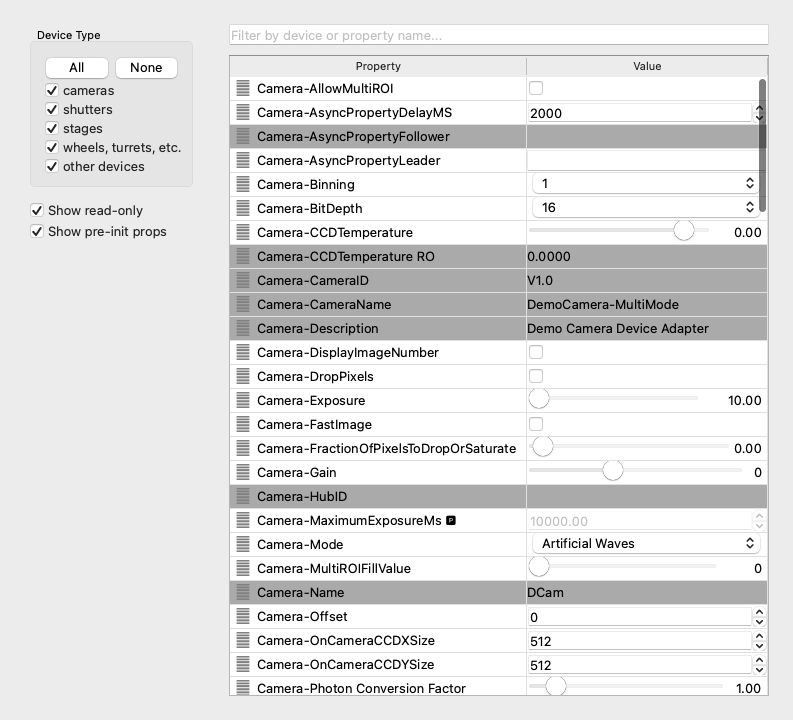 Device Type
All
None
cameras
shutters
stages
wheels, turrets, etc.
other devices
Show read-only
Show pre-init props
Filter by device or property name...
Property Value
Camera-AllowMultiROI
Camera-AsyncPropertyDelayMS 2000
Camera-AsyncPropertyFollower
Camera-AsyncPropertyLeader
Camera-Binning 1
Camera-BitDepth 16
Camera-CCDTemperature 0.00
Camera-CCDTemperature RO 0.0000
Camera-CameraID V1.0
Camera-CameraName DemoCamera-MultiMode
Camera-Description Demo Camera Device Adapter
Camera-DisplayImageNumber
Camera-DropPixels
Camera-Exposure 10.00
Camera-FastImage
Camera-FractionOfPixelsToDropOrSaturate 0.00
Camera-Gain 0
Camera-HubID
Camera-MaximumExposureMs P 10000.00
Camera-Mode Artificial Waves
Camera-MultiROIFillValue 0
Camera-Name DCam
Camera-Offset 0
Camera-OnCameraCCDXSize 512
Camera-OnCameraCCDYSize 512
Camera-Photon Conversion Factor 1.00